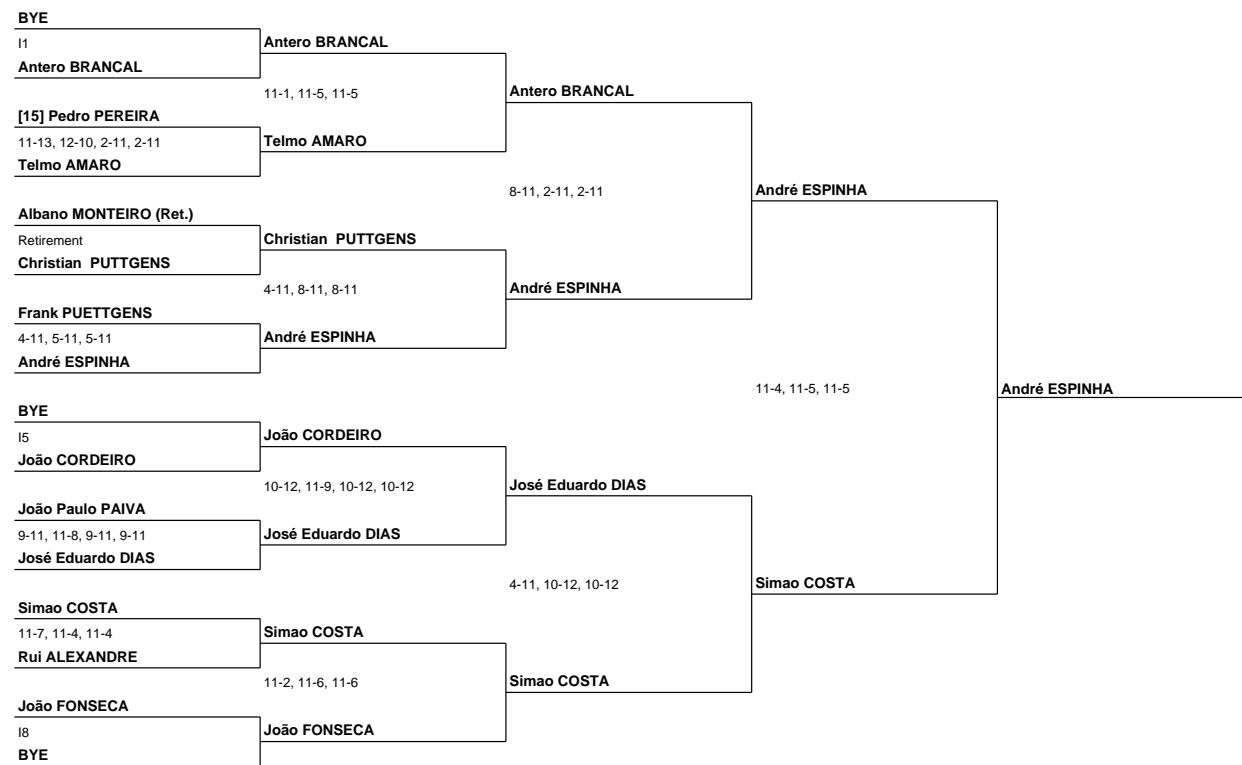 BYE
I1
Antero BRANCAL
Antero BRANCAL
11-1, 11-5, 11-5
Antero BRANCAL
[15] Pedro PEREIRA
11-13, 12-10, 2-11, 2-11
Telmo AMARO
Telmo AMARO
8-11, 2-11, 2-11
André ESPINHA
Albano MONTEIRO (Ret.)
Retirement
Christian  PUTTGENS
Christian  PUTTGENS
4-11, 8-11, 8-11
André ESPINHA
Frank PUETTGENS
4-11, 5-11, 5-11
André ESPINHA
André ESPINHA
11-4, 11-5, 11-5
André ESPINHA
BYE
I5
João CORDEIRO
João CORDEIRO
10-12, 11-9, 10-12, 10-12
José Eduardo DIAS
João Paulo PAIVA
9-11, 11-8, 9-11, 9-11
José Eduardo DIAS
José Eduardo DIAS
4-11, 10-12, 10-12
Simao COSTA
Simao COSTA
11-7, 11-4, 11-4
Rui ALEXANDRE
Simao COSTA
11-2, 11-6, 11-6
Simao COSTA
João FONSECA
I8
BYE
João FONSECA